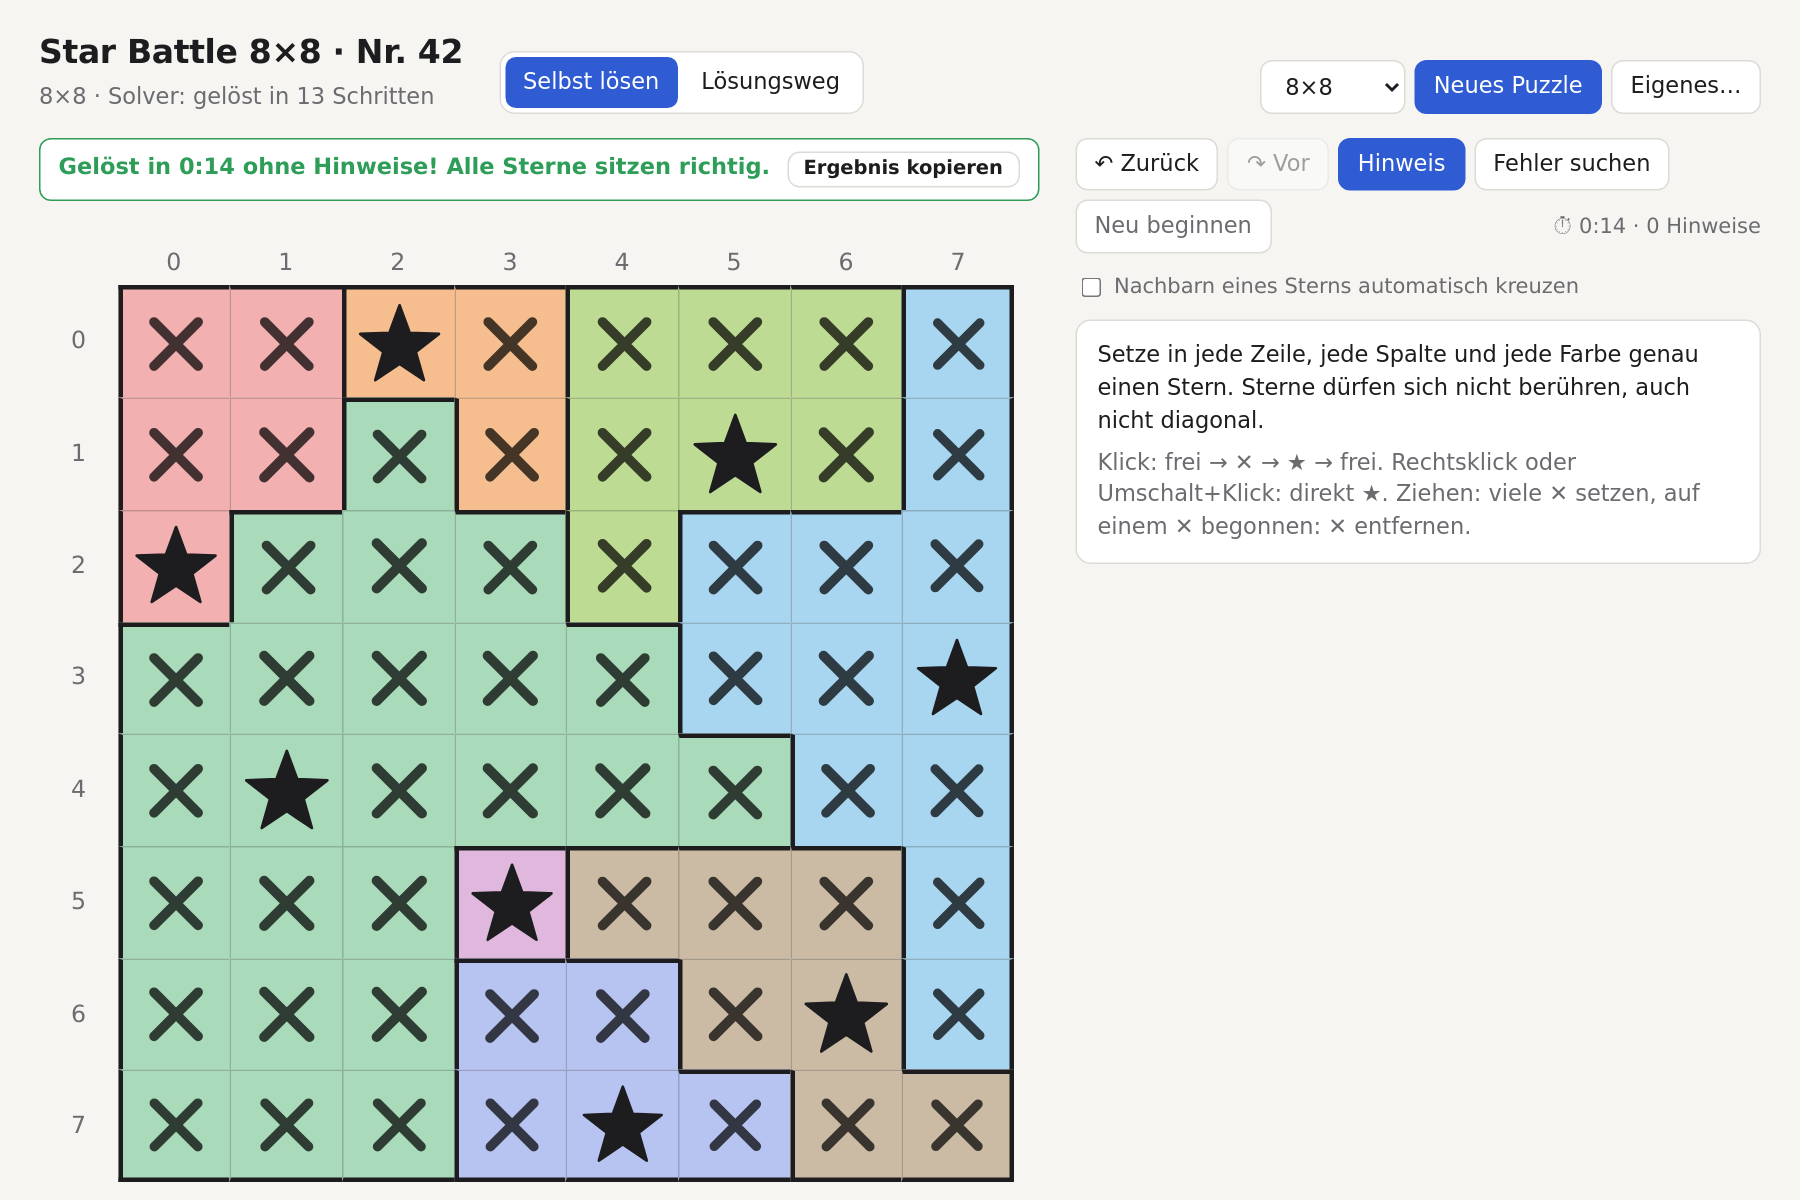 Star Battle 8×8 · Nr. 42
8×8 · Solver: gelöst in 13 Schritten
Selbst lösen
Lösungsweg
8×8
Neues Puzzle
Eigenes…
Gelöst in 0:14 ohne Hinweise! Alle Sterne sitzen richtig.
Ergebnis kopieren
↶ Zurück
↷ Vor
Hinweis
Fehler suchen
Neu beginnen
⏱ 0:14 · 0 Hinweise
Nachbarn eines Sterns automatisch kreuzen
Setze in jede Zeile, jede Spalte und jede Farbe genau
einen Stern. Sterne dürfen sich nicht berühren, auch
nicht diagonal.
Klick: frei → ✕ → ★ → frei. Rechtsklick oder
Umschalt+Klick: direkt ★. Ziehen: viele ✕ setzen, auf
einem ✕ begonnen: ✕ entfernen.
0 1 2 3 4 5 6 7
0
1
2
3
4
5
6
7